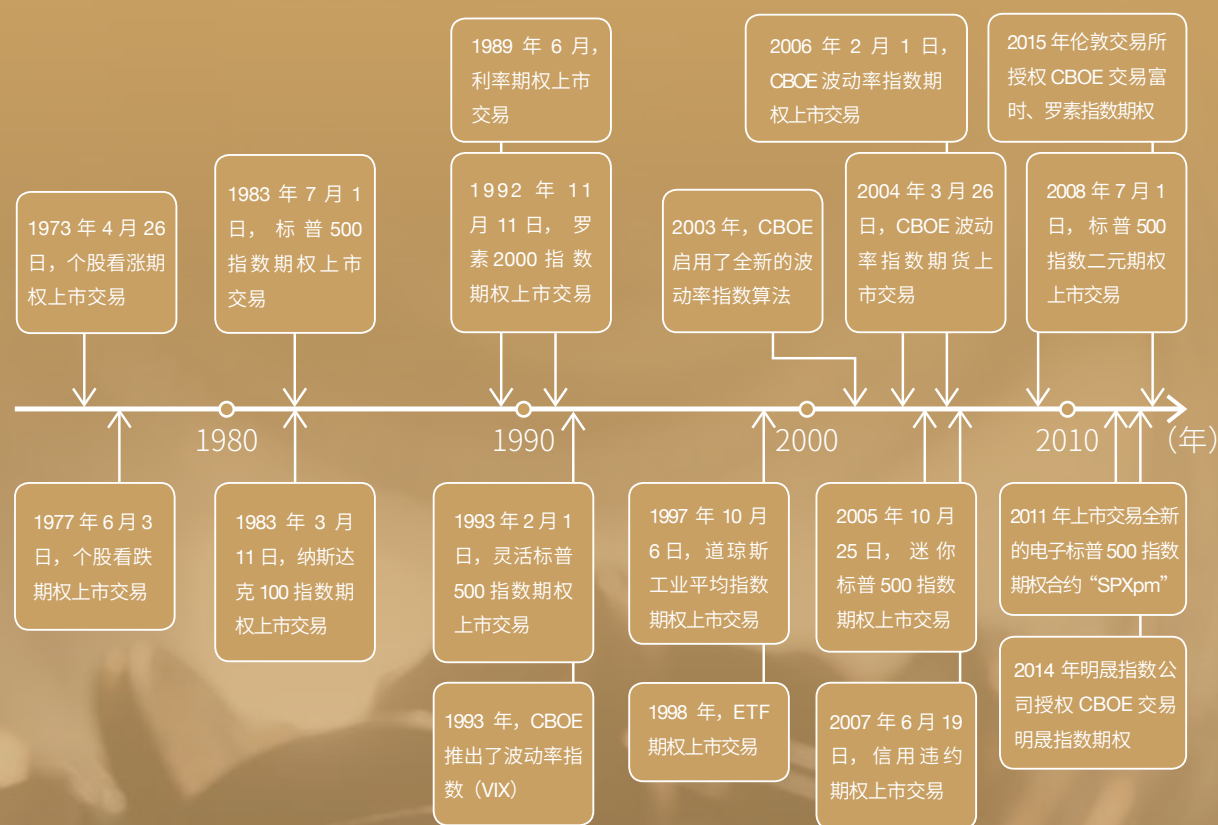 1989 年 6 月，
利率期权上市
交易
2006 年 2 月 1 日，
CBOE 波动率指数期
权上市交易
2015 年伦敦交易所
授权 CBOE 交易富
时、罗素指数期权
1973 年 4 月 26
日，个股看涨期
权上市交易
1983 年 7 月 1
日，标普 500
指数期权上市
交易
1992 年 11
月 11 日，罗
素2000 指数
期权上市交易
2003 年，CBOE
启用了全新的波
动率指数算法
2004 年 3 月 26
日，CBOE 波动
率指数期货上
市交易
2008 年 7 月 1
日，标普 500
指数二元期权
上市交易
1980
1990
2000
2010
（年）
1977 年 6 月 3
日，个股看跌
期权上市交易
1983 年 3 月
11 日，纳斯达
克 100 指数期
权上市交易
1993 年 2 月 1
日，灵活标普
500 指数期权
上市交易
1997 年 10 月
6 日，道琼斯
工业平均指数
期权上市交易
2005 年 10 月
25 日，迷你
标普 500 指数
期权上市交易
2011 年上市交易全新
的电子标普 500 指数
期权合约“SPXpm”
1993 年，CBOE
推出了波动率指
数（VIX）
1998 年，ETF
期权上市交易
2007 年 6 月 19
日，信用违约
期权上市交易
2014 年明晟指数公
司授权 CBOE 交易
明晟指数期权